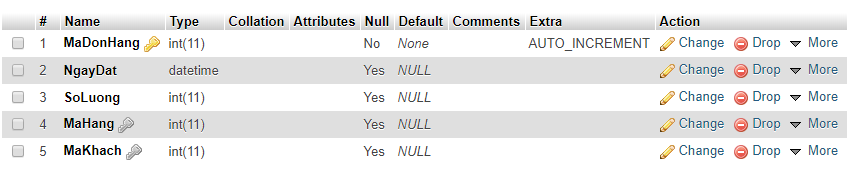 # Name Type Collation Attributes Null Default Comments Extra Action
1 MaDonHang int(11) No None AUTO_INCREMENT Change Drop More
2 NgayDat datetime Yes NULL Change Drop More
3 SoLuong int(11) Yes NULL Change Drop More
4 MaHang int(11) Yes NULL Change Drop More
5 MaKhach int(11) Yes NULL Change Drop More